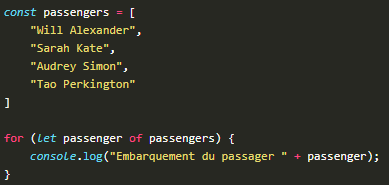 const passengers = [
    "Will Alexander",
    "Sarah Kate",
    "Audrey Simon",
    "Tao Perkington"
]
for (let passenger of passengers) {
    console.log("Embarquement du passager " + passenger);
}